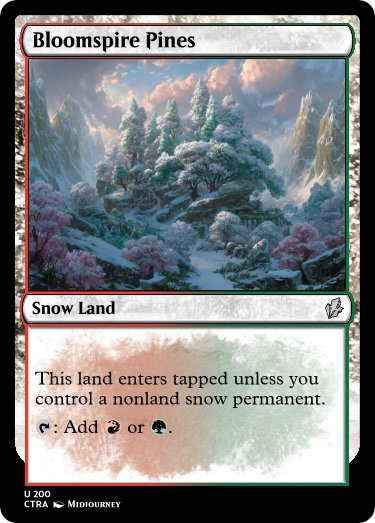 Bloomspire Pines
Snow Land
This land enters tapped unless you
control a nonland snow permanent.
: Add or .
U 200
CTRA Midjourney